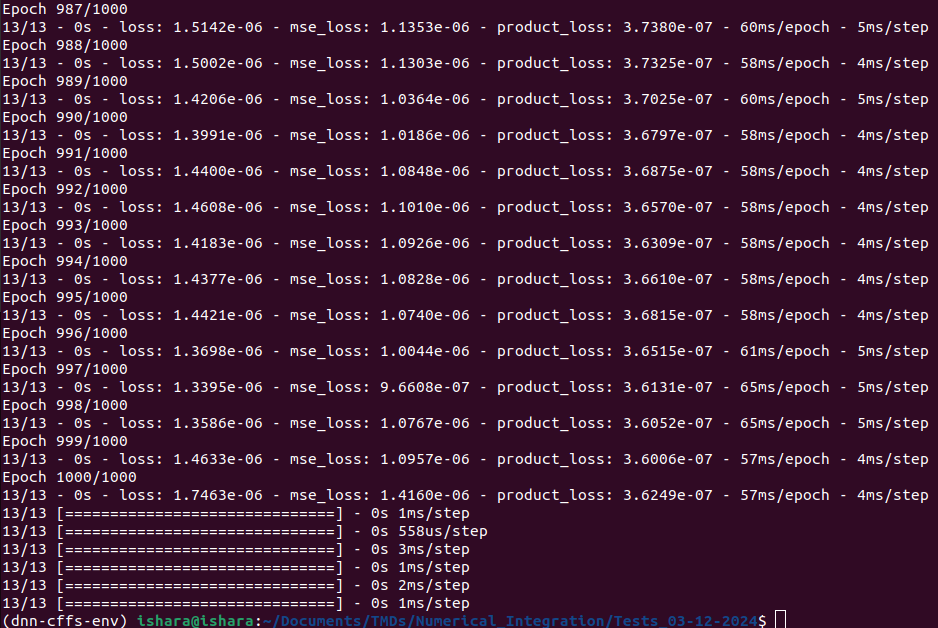 Epoch 987/1000
13/13 - 0s - loss: 1.5142e-06 - mse_loss: 1.1353e-06 - product_loss: 3.7380e-07 - 60ms/epoch - 5ms/step
Epoch 988/1000
13/13 - 0s - loss: 1.5002e-06 - mse_loss: 1.1303e-06 - product_loss: 3.7325e-07 - 58ms/epoch - 4ms/step
Epoch 989/1000
13/13 - 0s - loss: 1.4206e-06 - mse_loss: 1.0364e-06 - product_loss: 3.7025e-07 - 60ms/epoch - 5ms/step
Epoch 990/1000
13/13 - 0s - loss: 1.3991e-06 - mse_loss: 1.0186e-06 - product_loss: 3.6797e-07 - 58ms/epoch - 4ms/step
Epoch 991/1000
13/13 - 0s - loss: 1.4400e-06 - mse_loss: 1.0848e-06 - product_loss: 3.6875e-07 - 58ms/epoch - 4ms/step
Epoch 992/1000
13/13 - 0s - loss: 1.4608e-06 - mse_loss: 1.1010e-06 - product_loss: 3.6570e-07 - 58ms/epoch - 4ms/step
Epoch 993/1000
13/13 - 0s - loss: 1.4183e-06 - mse_loss: 1.0926e-06 - product_loss: 3.6309e-07 - 58ms/epoch - 4ms/step
Epoch 994/1000
13/13 - 0s - loss: 1.4377e-06 - mse_loss: 1.0828e-06 - product_loss: 3.6610e-07 - 58ms/epoch - 4ms/step
Epoch 995/1000
13/13 - 0s - loss: 1.4421e-06 - mse_loss: 1.0740e-06 - product_loss: 3.6815e-07 - 58ms/epoch - 4ms/step
Epoch 996/1000
13/13 - 0s - loss: 1.3698e-06 - mse_loss: 1.0044e-06 - product_loss: 3.6515e-07 - 61ms/epoch - 5ms/step
Epoch 997/1000
13/13 - 0s - loss: 1.3395e-06 - mse_loss: 9.6608e-07 - product_loss: 3.6131e-07 - 65ms/epoch - 5ms/step
Epoch 998/1000
13/13 - 0s - loss: 1.3586e-06 - mse_loss: 1.0767e-06 - product_loss: 3.6052e-07 - 65ms/epoch - 5ms/step
Epoch 999/1000
13/13 - 0s - loss: 1.4633e-06 - mse_loss: 1.0957e-06 - product_loss: 3.6006e-07 - 57ms/epoch - 4ms/step
Epoch 1000/1000
13/13 - 0s - loss: 1.7463e-06 - mse_loss: 1.4160e-06 - product_loss: 3.6249e-07 - 57ms/epoch - 4ms/step
13/13 [==============================] - 0s 1ms/step
13/13 [==============================] - 0s 558us/step
13/13 [==============================] - 0s 3ms/step
13/13 [==============================] - 0s 1ms/step
13/13 [==============================] - 0s 2ms/step
13/13 [==============================] - 0s 1ms/step
(dnn-cffs-env) ishara@ishara:~/Documents/TMDs/Numerical_Integration/Tests_03-12-2024$